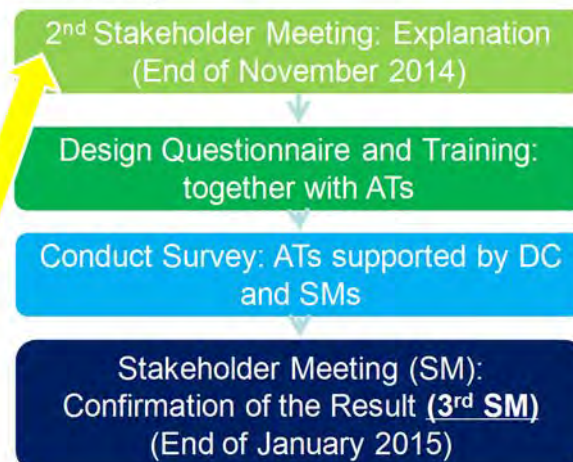 2nd Stakeholder Meeting: Explanation
(End of November 2014)
Design Questionnaire and Training:
together with ATs
Conduct Survey: ATs supported by DC
and SMs
Stakeholder Meeting (SM):
Confirmation of the Result (3rd SM)
(End of January 2015)